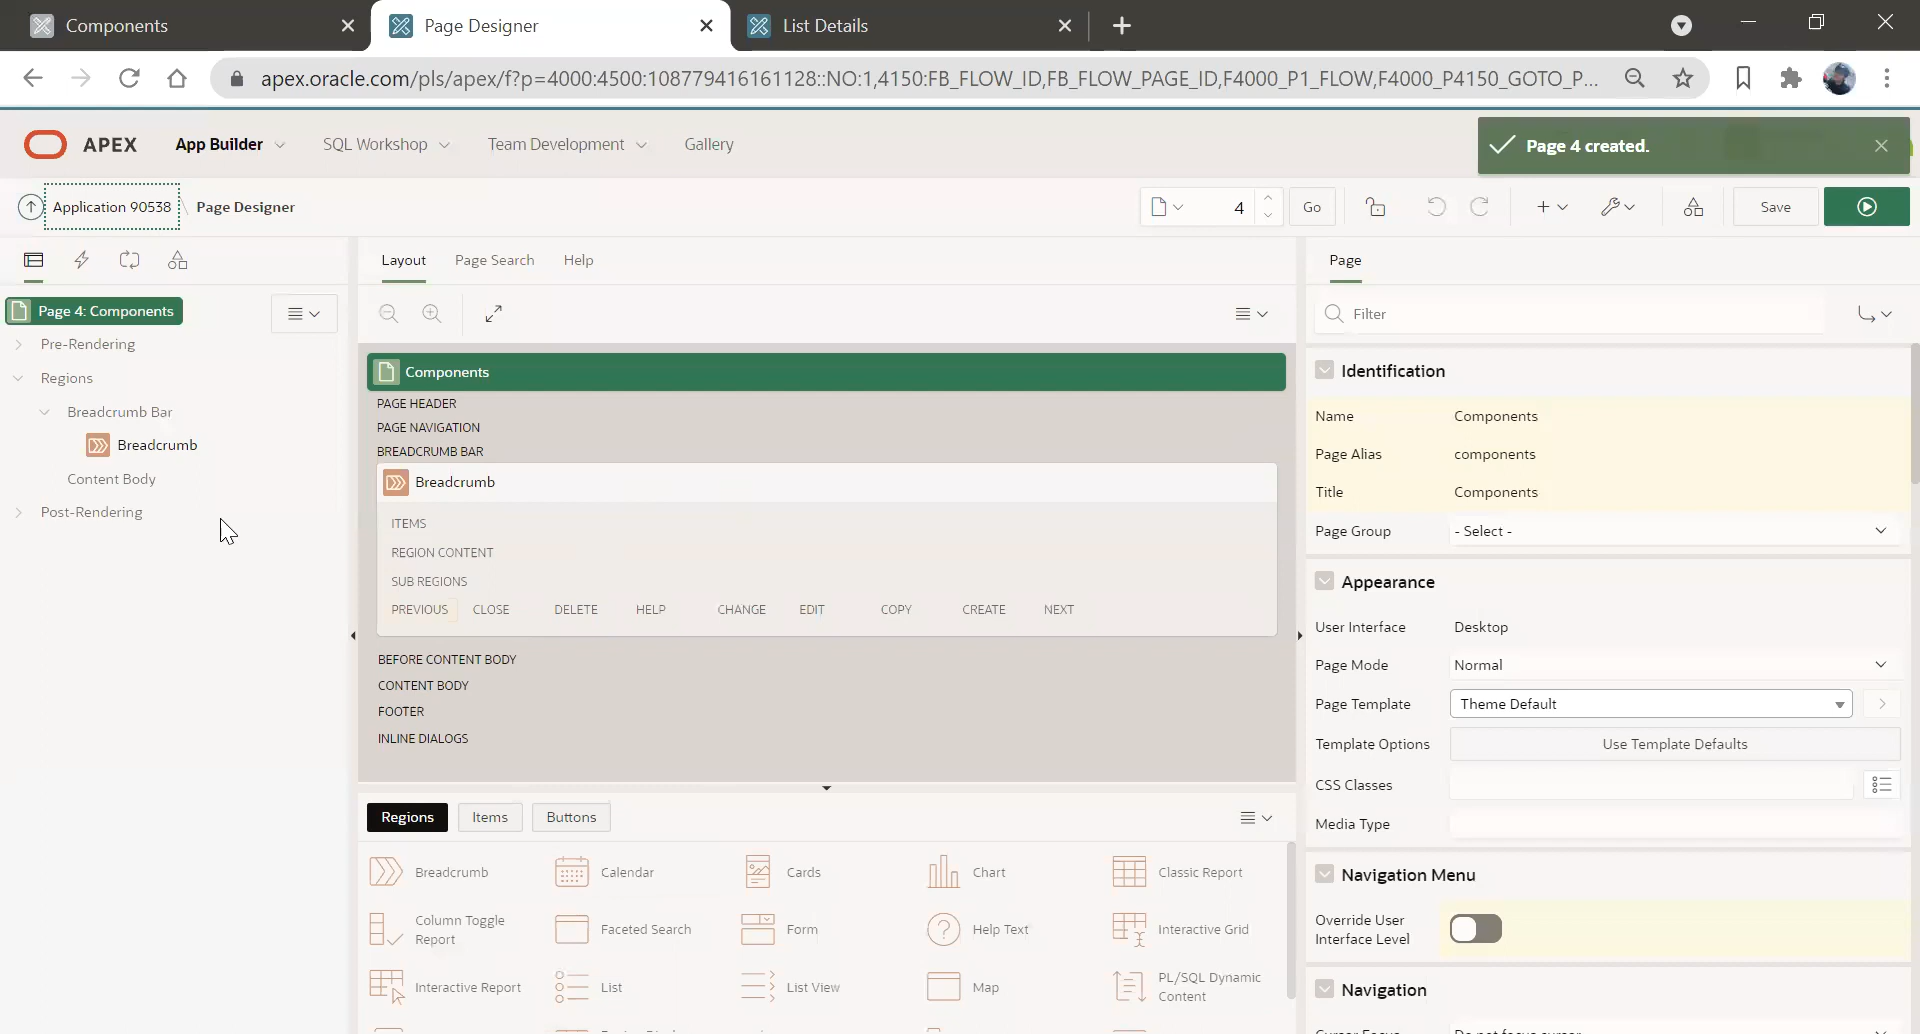 Components
Page Designer
List Details
apex.oracle.com/pls/apex/f?p=4000:4500:108779416161128::NO:1,4150:FB_FLOW_ID,FB_FLOW_PAGE_ID,F4000_P1_FLOW,F4000_P4150_GOTO_P...
APEX
App Builder
SQL Workshop
Team Development
Gallery
Page 4 created.
Application 90538
Page Designer
4
Go
Save
Layout
Page Search
Help
Page
Page 4: Components
Pre-Rendering
Regions
Breadcrumb Bar
Breadcrumb
Content Body
Post-Rendering
Components
PAGE HEADER
PAGE NAVIGATION
BREADCRUMB BAR
Breadcrumb
ITEMS
REGION CONTENT
SUB REGIONS
PREVIOUS CLOSE DELETE HELP CHANGE EDIT COPY CREATE NEXT
BEFORE CONTENT BODY
CONTENT BODY
FOOTER
INLINE DIALOGS
Regions
Items
Buttons
Breadcrumb
Calendar
Cards
Chart
Classic Report
Column Toggle
Report
Faceted Search
Form
Help Text
Interactive Grid
Interactive Report
List
List View
Map
PL/SQL Dynamic
Content
Filter
Identification
Name Components
Page Alias components
Title Components
Page Group - Select -
Appearance
User Interface Desktop
Page Mode Normal
Page Template Theme Default
Template Options Use Template Defaults
CSS Classes
Media Type
Navigation Menu
Override User
Interface Level
Navigation